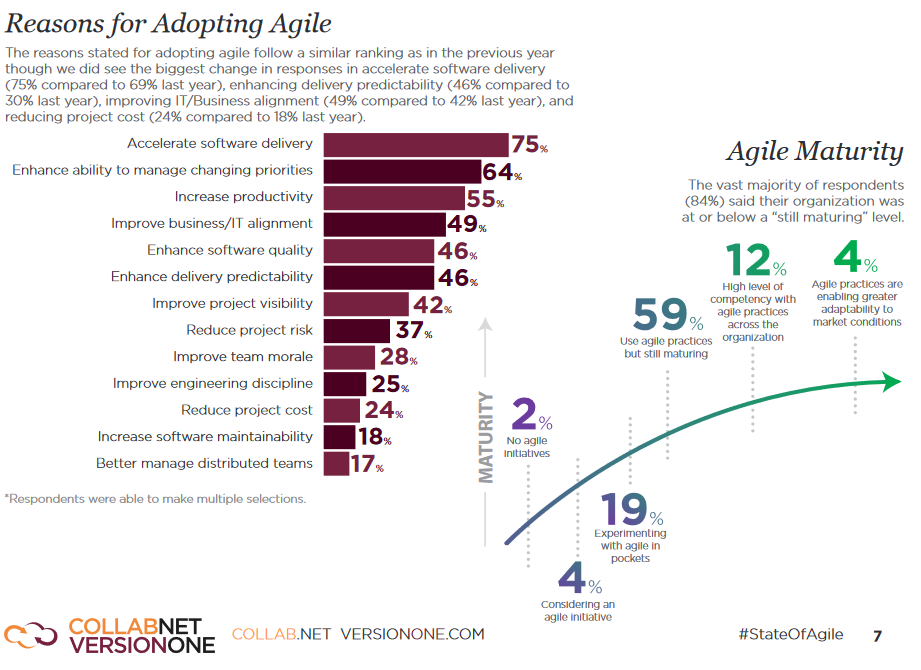 Reasons for Adopting Agile
The reasons stated for adopting agile follow a similar ranking as in the previous year
though we did see the biggest change in responses in accelerate software delivery
(75% compared to 69% last year), enhancing delivery predictability (46% compared to
30% last year), improving IT/Business alignment (49% compared to 42% last year), and
reducing project cost (24% compared to 18% last year).
Accelerate software delivery 75%
Enhance ability to manage changing priorities 64%
Increase productivity 55%
Improve business/IT alignment 49%
Enhance software quality 46%
Enhance delivery predictability 46%
Improve project visibility 42%
Reduce project risk 37%
Improve team morale 28%
Improve engineering discipline 25%
Reduce project cost 24%
Increase software maintainability 18%
Better manage distributed teams 17%
*Respondents were able to make multiple selections.
Agile Maturity
The vast majority of respondents
(84%) said their organization was
at or below a “still maturing” level.
MATURITY
2%
No agile
initiatives
4%
Considering an
agile initiative
19%
Experimenting
with agile in
pockets
59%
Use agile practices
but still maturing
12%
High level of
competency with
agile practices
across the
organization
4%
Agile practices are
enabling greater
adaptability to
market conditions
COLLABNET
VERSIONONE
COLLAB.NET VERSIONONE.COM
#StateOfAgile 7